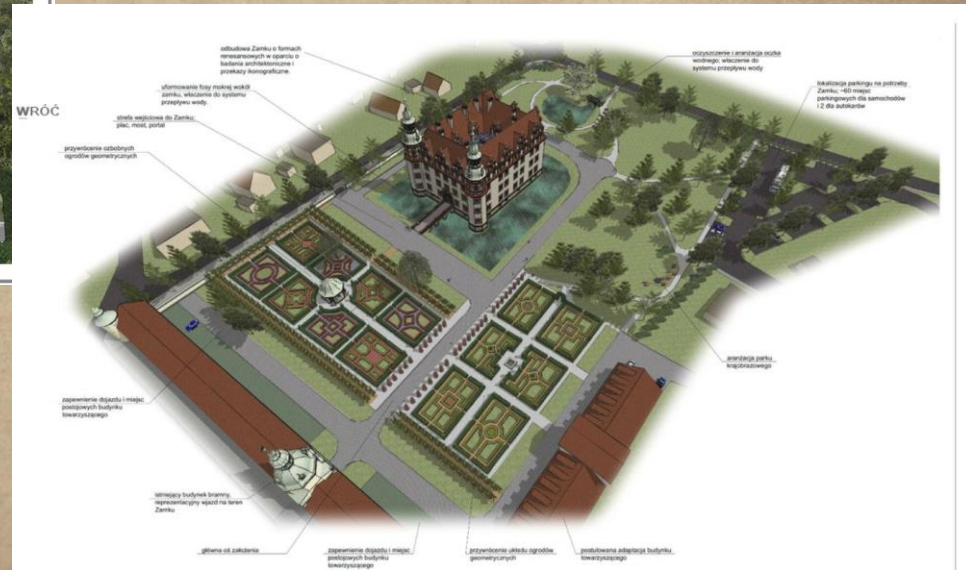 WRÓĆ
odbudowa Zamku o formach
renesansowych w oparciu o
badania architektoniczne i
przekazy ikonograficzne.
uformowanie fosy mokrej wokół
zamku, włączenie do systemu
przepływu wody.
strefa wejściowa do Zamku:
plac, most, portal
przywrócenie ozdobnych
ogrodów geometrycznych
oczyszczenie i aranżacja oczka
wodnego; włączenie do
systemu przepływu wody
lokalizacja parkingu na potrzeby
Zamku; ~60 miejsc
parkingowych dla samochodów
i 2 dla autokarów
aranżacja parku
krajobrazowego
zapewnienie dojazdu i miejsc
postojowych budynku
towarzyszącego
istniejący budynek bramny,
reprezentacyjny wjazd na teren
Zamku
główna oś założenia
zapewnienie dojazdu i miejsc
postojowych budynku
towarzyszącego
przywrócenie układu ogrodów
geometrycznych
postulowana adaptacja budynku
towarzyszącego